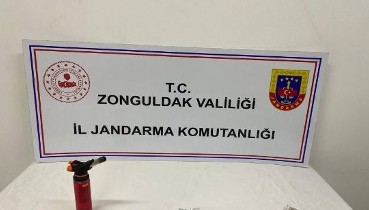 T.C.
ZONGULDAK VALİLİĞİ
İL JANDARMA KOMUTANLIĞI